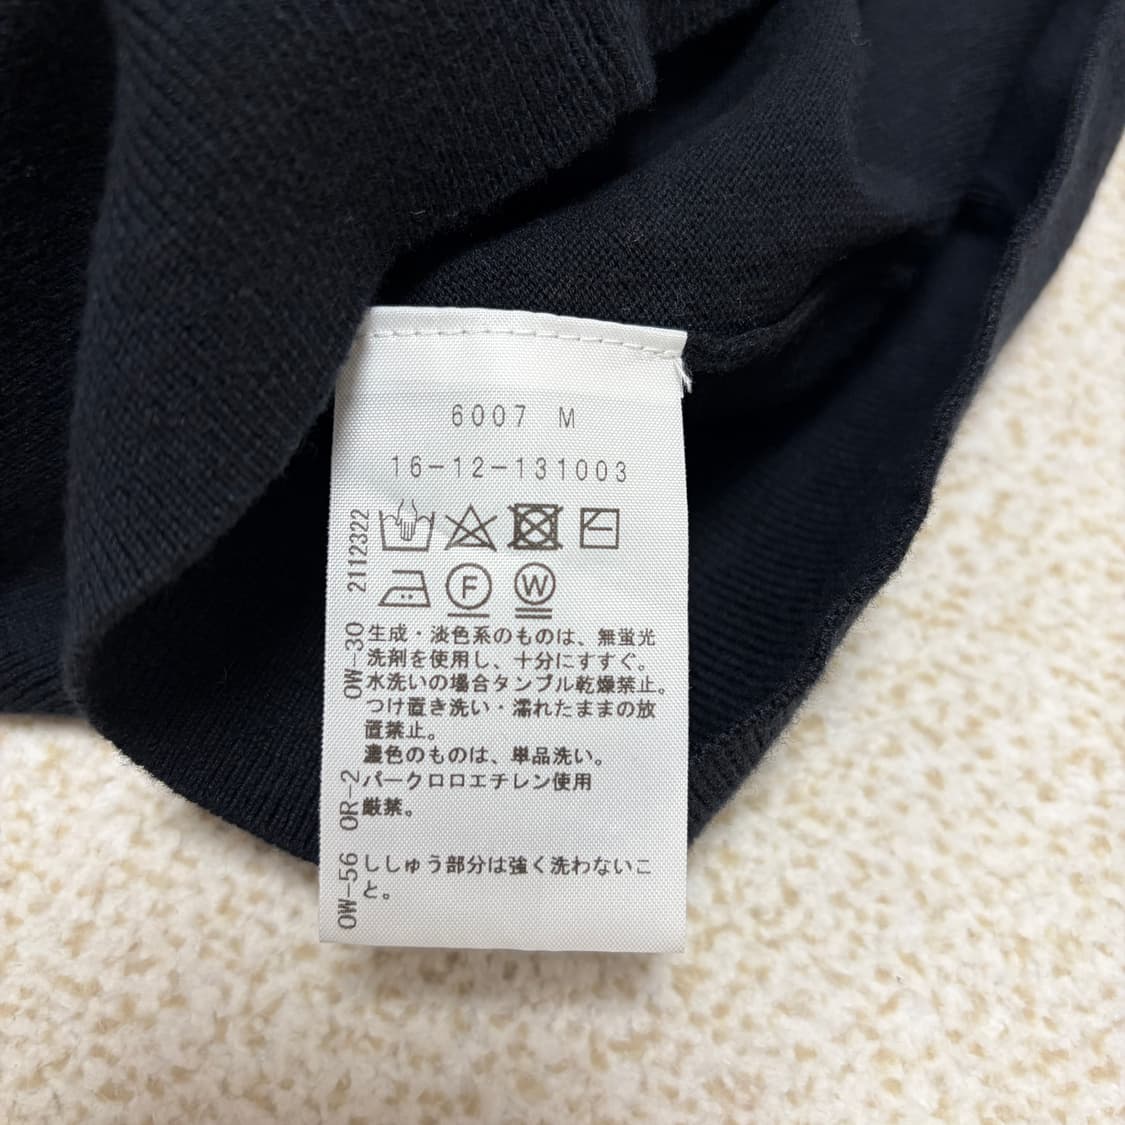 6007 M
16-12-131003
F
W
2112322
OW-30
OR-2
OW-56
生成・淡色系のものは、無蛍光
洗剤を使用し、十分にすすぐ。
水洗いの場合タンブル乾燥禁止。
つけ置き洗い・濡れたままの放
置禁止。
濃色のものは、単品洗い。
パークロロエチレン使用
厳禁。
ししゅう部分は強く洗わないこ
と。